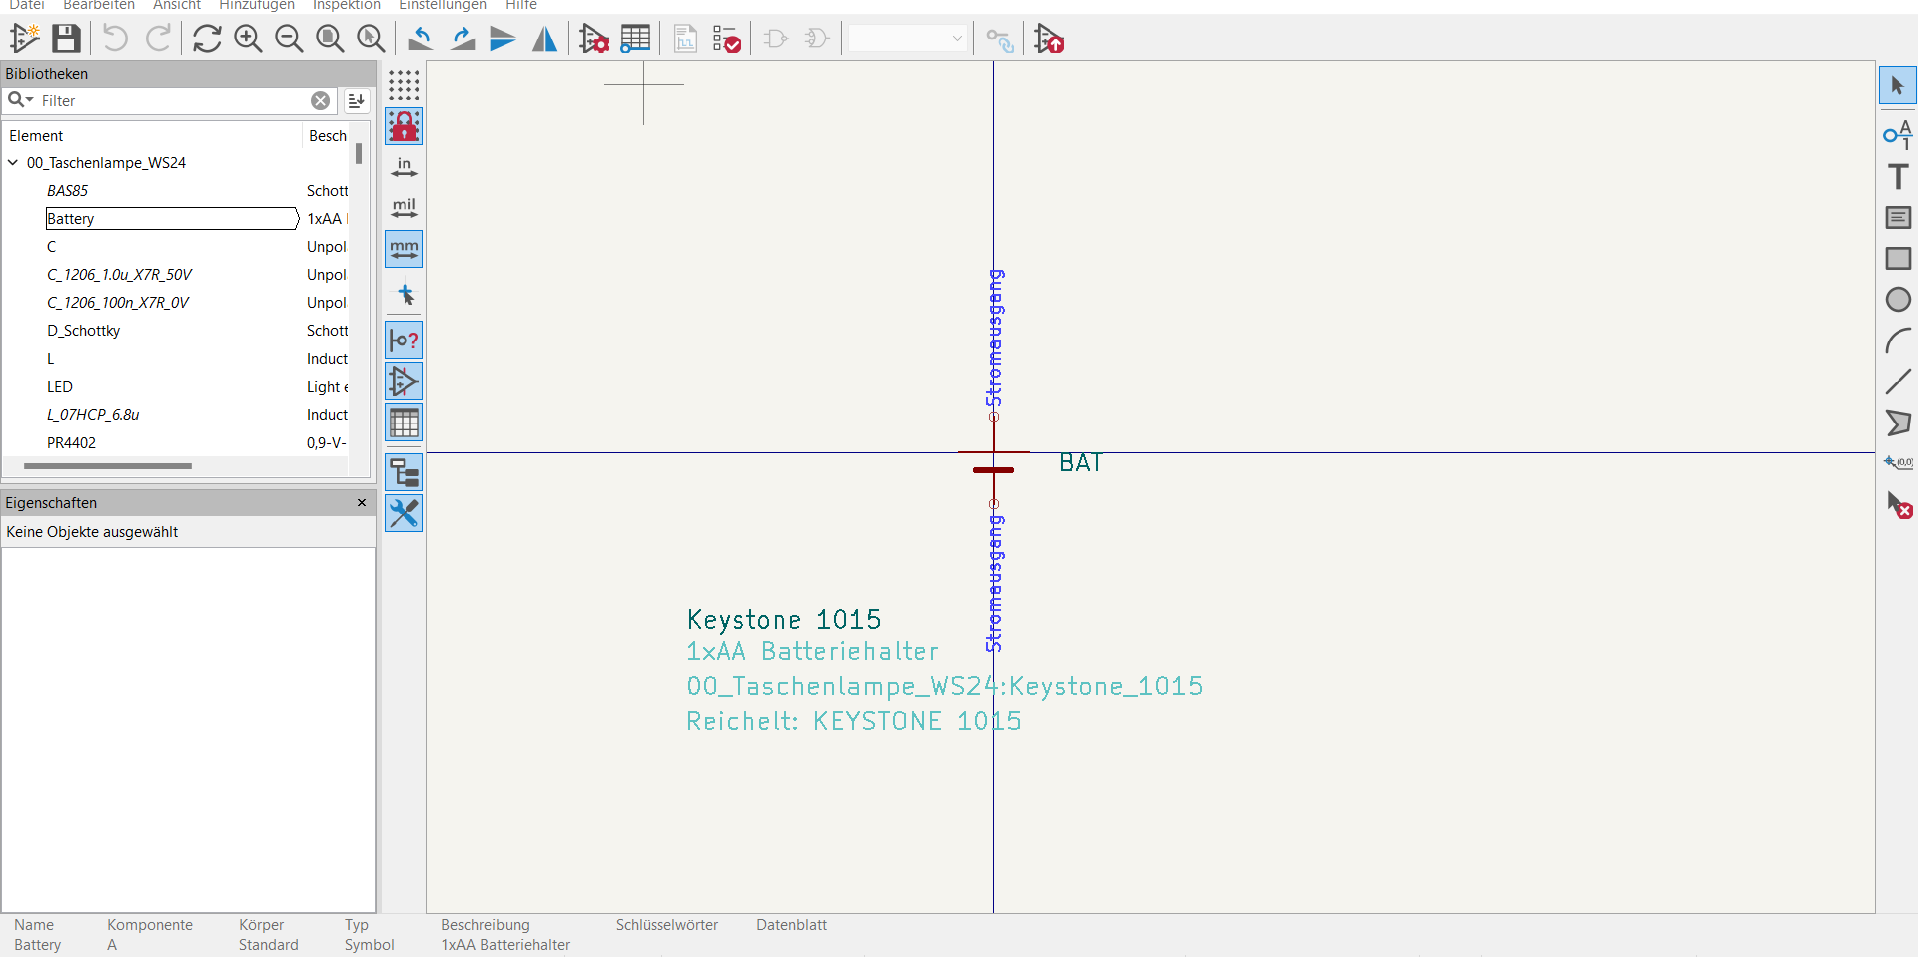 Datei Bearbeiten Ansicht Hinzufügen Inspektion Einstellungen Hilfe
Bibliotheken
Filter
Element Besch
00_Taschenlampe_WS24
BAS85 Schott
Battery 1xAA
C Unpol
C_1206_1.0u_X7R_50V Unpol
C_1206_100n_X7R_0V Unpol
D_Schottky Schott
L Induct
LED Light e
L_07HCP_6.8u Induct
PR4402 0,9-V-
Eigenschaften
Keine Objekte ausgewählt
in
mil
mm
Stromausgang
BAT
Stromausgang
Keystone 1015
1xAA Batteriehalter
00_Taschenlampe_WS24:Keystone_1015
Reichelt: KEYSTONE 1015
A
1
T
(0,0)
Name Komponente Körper Typ Beschreibung Schlüsselwörter Datenblatt
Battery A Standard Symbol 1xAA Batteriehalter